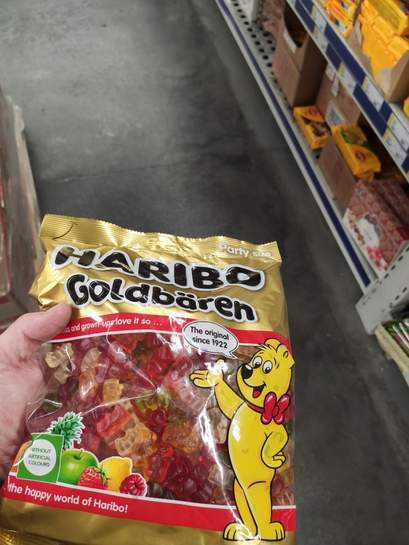 Party size
HARIBO
Goldbären
and grown-ups love it so ...
The original
since 1922
WITHOUT
ARTIFICIAL
COLOURS
the happy world of Haribo!